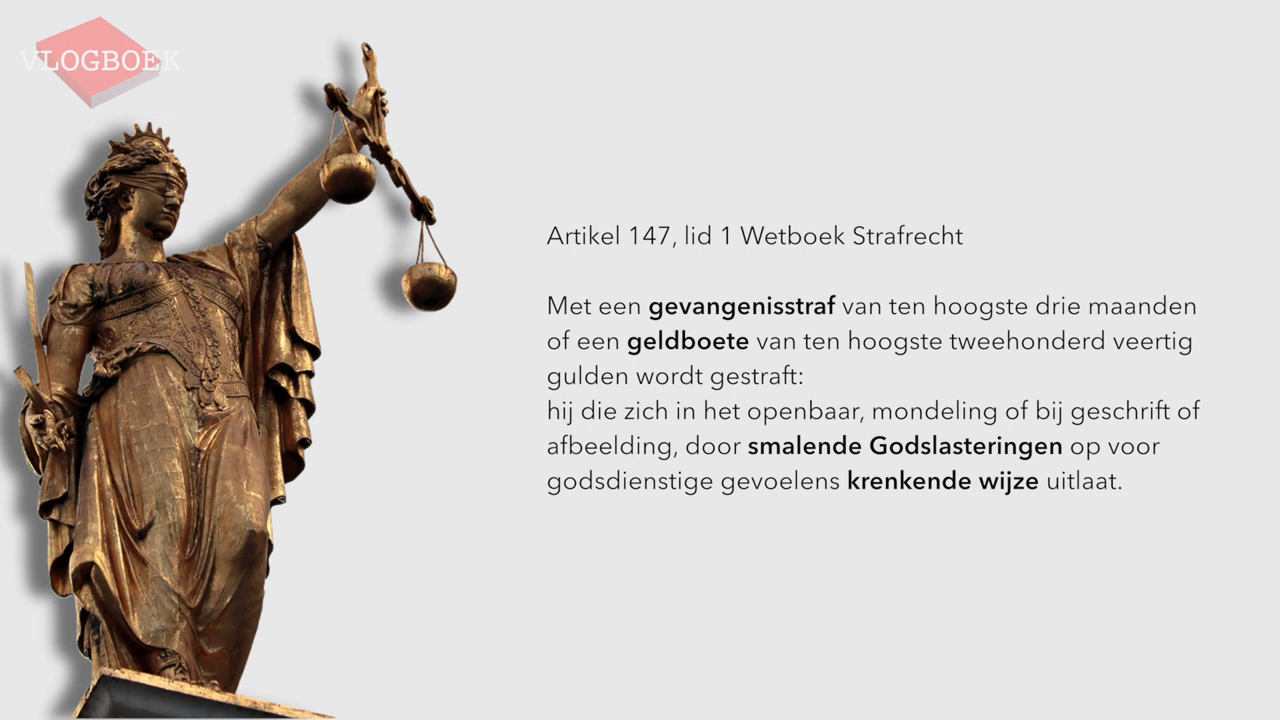 VLOGBOEK
Artikel 147, lid 1 Wetboek Strafrecht
Met een gevangenisstraf van ten hoogste drie maanden
of een geldboete van ten hoogste tweehonderd veertig
gulden wordt gestraft:
hij die zich in het openbaar, mondeling of bij geschrift of
afbeelding, door smalende Godslasteringen op voor
godsdienstige gevoelens krenkende wijze uitlaat.